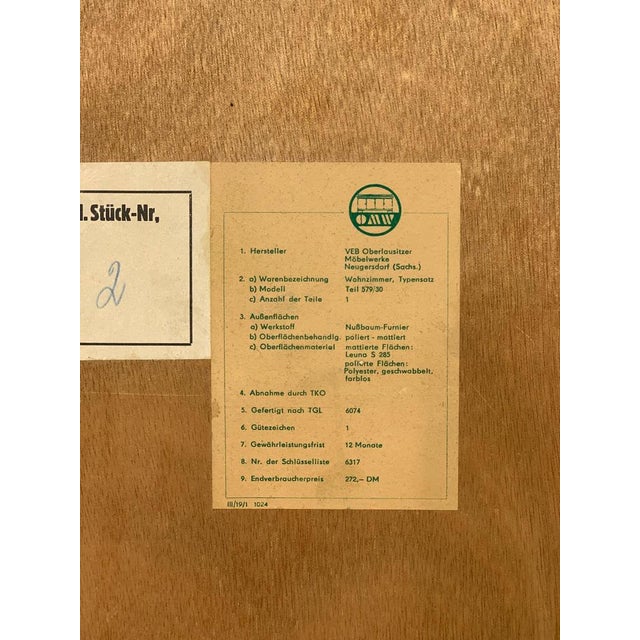 l. Stück-Nr,
2
OMW
1. Hersteller VEB Oberlausitzer
Möbelwerke
Neugersdorf (Sachs.)
2. a) Warenbezeichnung Wohnzimmer, Typensatz
b) Modell Teil 579/30
c) Anzahl der Teile 1
3. Außenflächen
a) Werkstoff Nußbaum-Furnier
b) Oberflächenbehandlg. poliert - mattiert
c) Oberflächenmaterial mattierte Flächen:
Leuna S 285
polierte Flächen:
Polyester, geschwabbelt,
farblos
4. Abnahme durch TKO
5. Gefertigt nach TGL 6074
6. Gütezeichen 1
7. Gewährleistungsfrist 12 Monate
8. Nr. der Schlüsselliste 6317
9. Endverbraucherpreis 272,– DM
III/19/1 1024